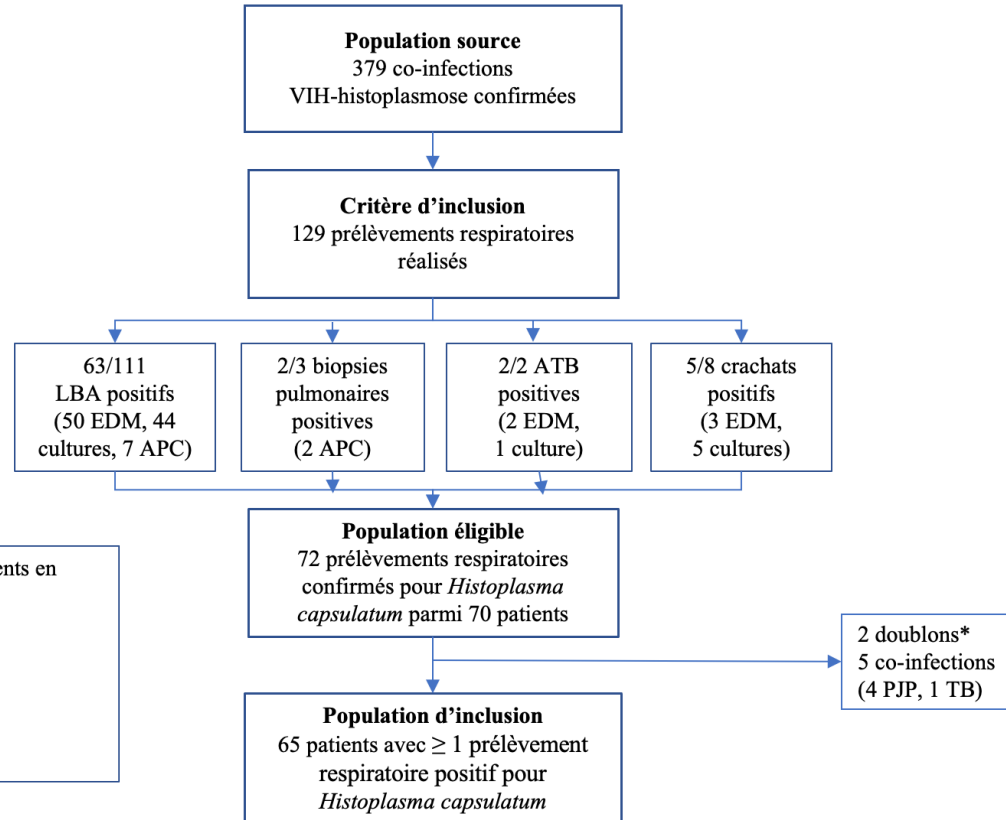 Population source
379 co-infections
VIH-histoplasmose confirmées
Critère d’inclusion
129 prélèvements respiratoires
réalisés
63/111
LBA positifs
(50 EDM, 44
cultures, 7 APC)
2/3 biopsies
pulmonaires
positives
(2 APC)
2/2 ATB
positives
(2 EDM,
1 culture)
5/8 crachats
positifs
(3 EDM,
5 cultures)
Population éligible
72 prélèvements respiratoires
confirmés pour Histoplasma
capsulatum parmi 70 patients
en
2 doublons*
5 co-infections
(4 PJP, 1 TB)
Population d’inclusion
65 patients avec ≥ 1 prélèvement
respiratoire positif pour
Histoplasma capsulatum